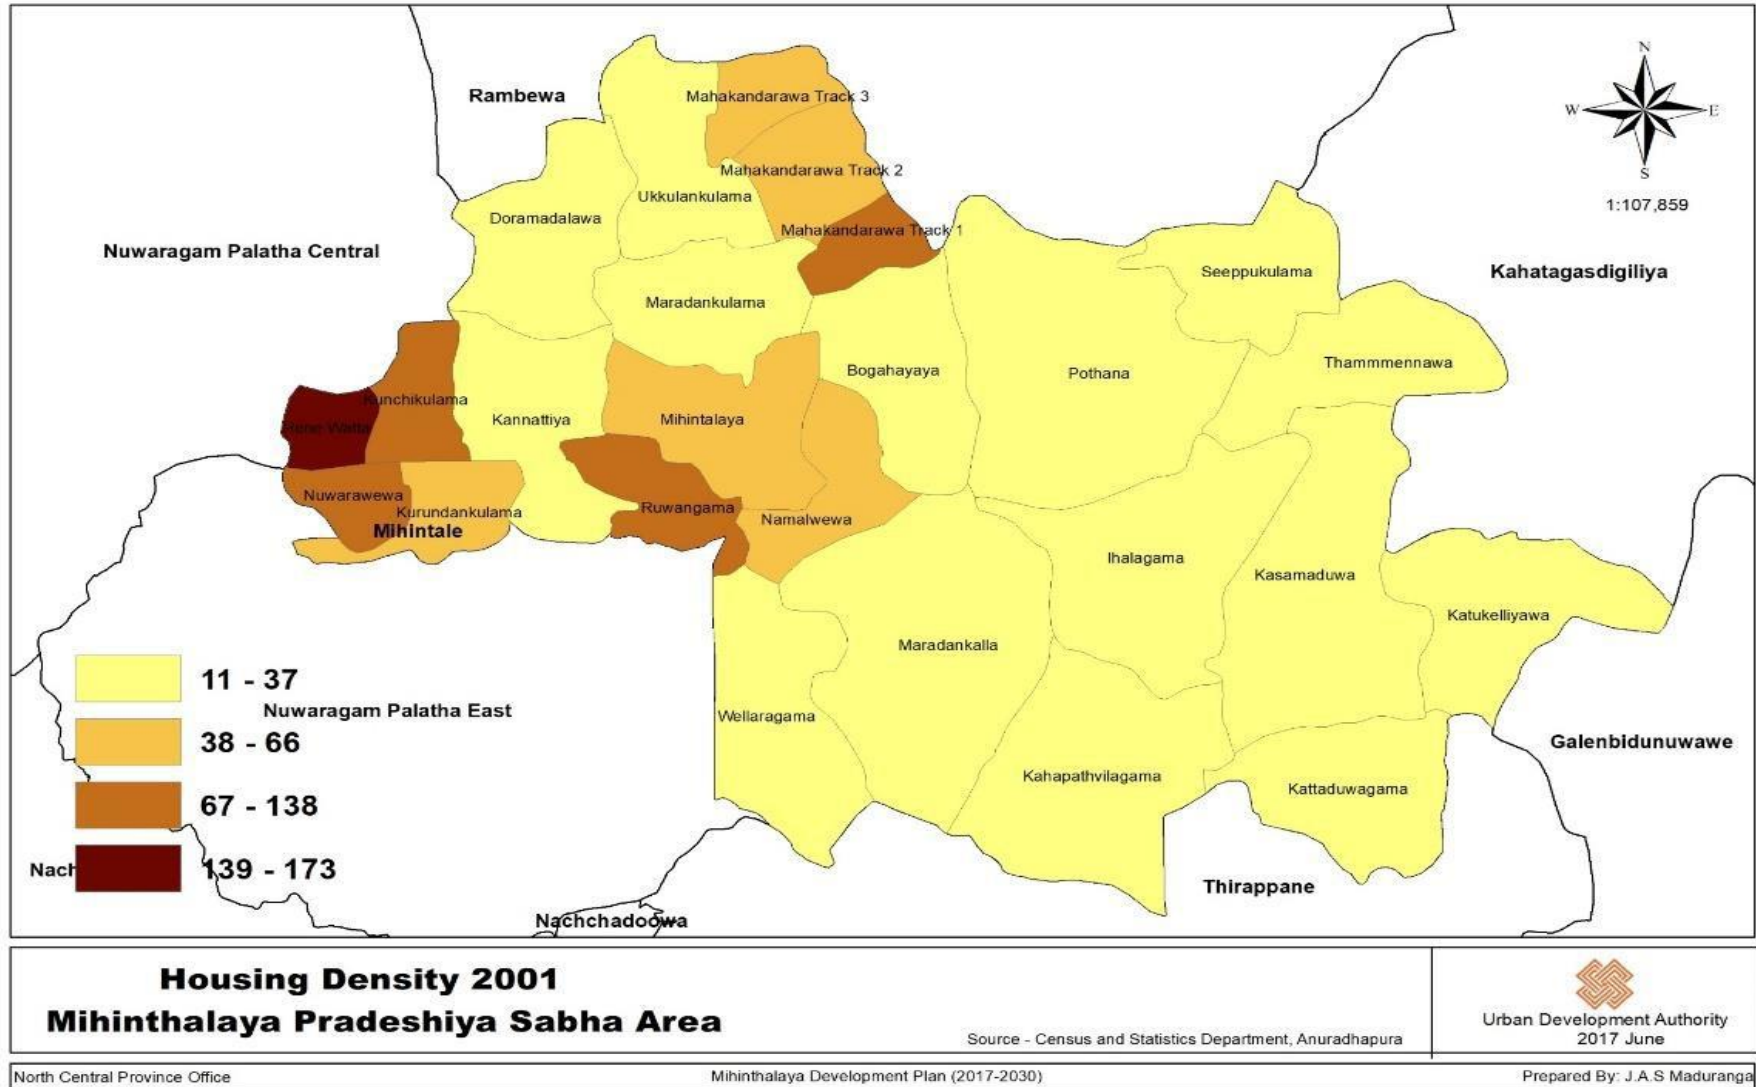 Rambewa
Mahakandarawa Track 3
N
W
E
S
1:107,859
Mahakandarawa Track 2
Ukkulankulama
Doramadalawa
Mahakandarawa Track 1
Nuwaragam Palatha Central
Seeppukulama
Kahatagasdigiliya
Maradankulama
Bogahayaya
Pothana
Thammmennawa
Kunchikulama
Kannattiya
Mihintalaya
Nuwarawewa
Kurundankulama
Mihintale
Ruwangama
Namalwewa
Ihalagama
Kasamaduwa
Katukelliyawa
Maradankalla
Wellaragama
Kahapathvilagama
Kattaduwagama
Galenbidunuwawe
11 - 37
Nuwaragam Palatha East
38 - 66
67 - 138
139 - 173
Nach
Nachchadoowa
Thirappane
Housing Density 2001
Mihinthalaya Pradeshiya Sabha Area
Source - Census and Statistics Department, Anuradhapura
Urban Development Authority
2017 June
North Central Province Office
Mihinthalaya Development Plan (2017-2030)
Prepared By: J.A.S Maduranga